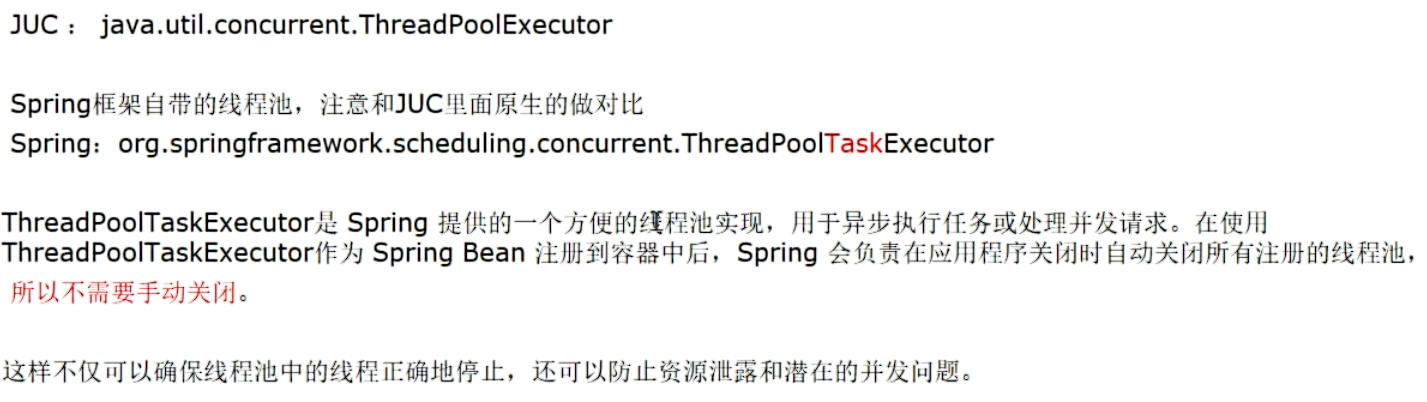 JUC： java.util.concurrent.ThreadPoolExecutor
Spring框架自带的线程池，注意和JUC里面原生的做对比
Spring：org.springframework.scheduling.concurrent.ThreadPoolTaskExecutor
ThreadPoolTaskExecutor是 Spring 提供的一个方便的线程池实现，用于异步执行任务或处理并发请求。在使用
ThreadPoolTaskExecutor作为 Spring Bean 注册到容器中后，Spring 会负责在应用程序关闭时自动关闭所有注册的线程池，
所以不需要手动关闭。
这样不仅可以确保线程池中的线程正确地停止，还可以防止资源泄露和潜在的并发问题。